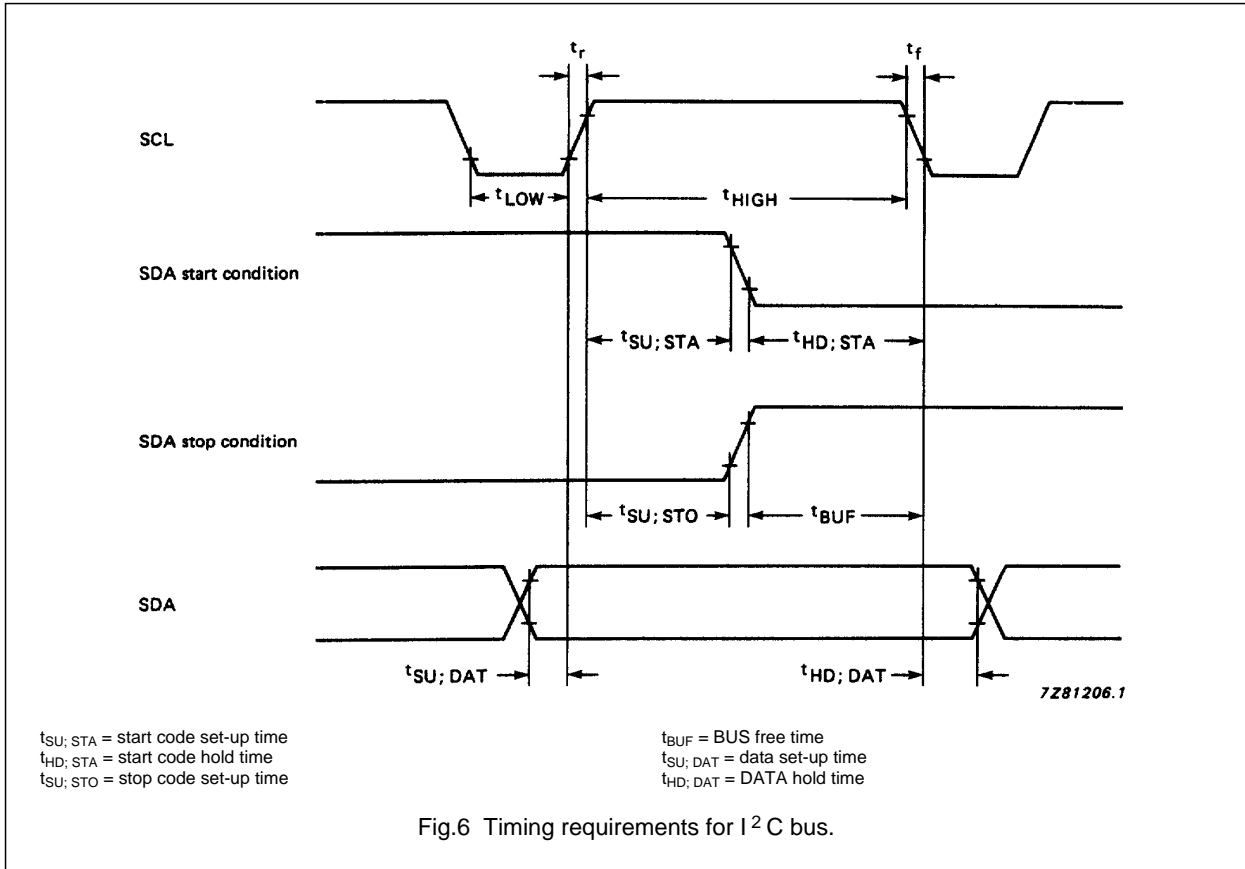 t_r
t_f
SCL
t_LOW
t_HIGH
SDA start condition
t_SU; STA
t_HD; STA
SDA stop condition
t_SU; STO
t_BUF
SDA
t_SU; DAT
t_HD; DAT
7Z81206.1
t_SU; STA = start code set-up time
t_HD; STA = start code hold time
t_SU; STO = stop code set-up time
t_BUF = BUS free time
t_SU; DAT = data set-up time
t_HD; DAT = DATA hold time
Fig.6 Timing requirements for I² C bus.